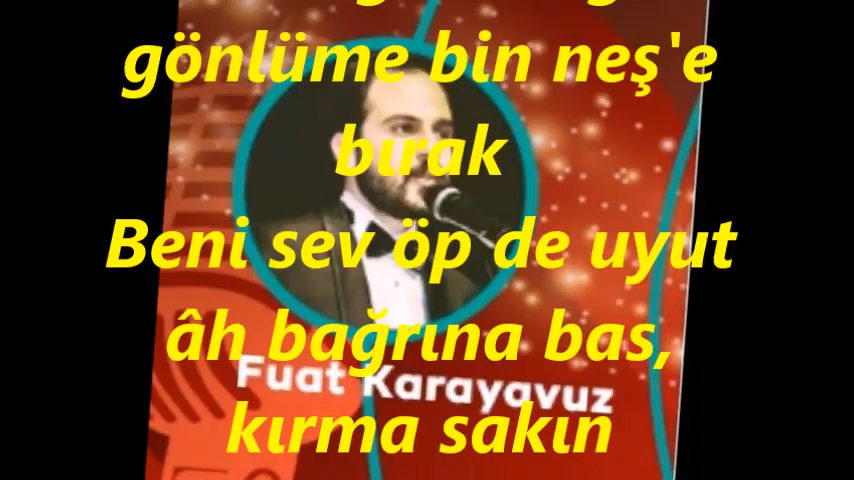 gönlüme bin neş'e
bırak
Beni sev öp de uyut
âh bağrına bas,
Fuat Karayavuz
kırma sakın